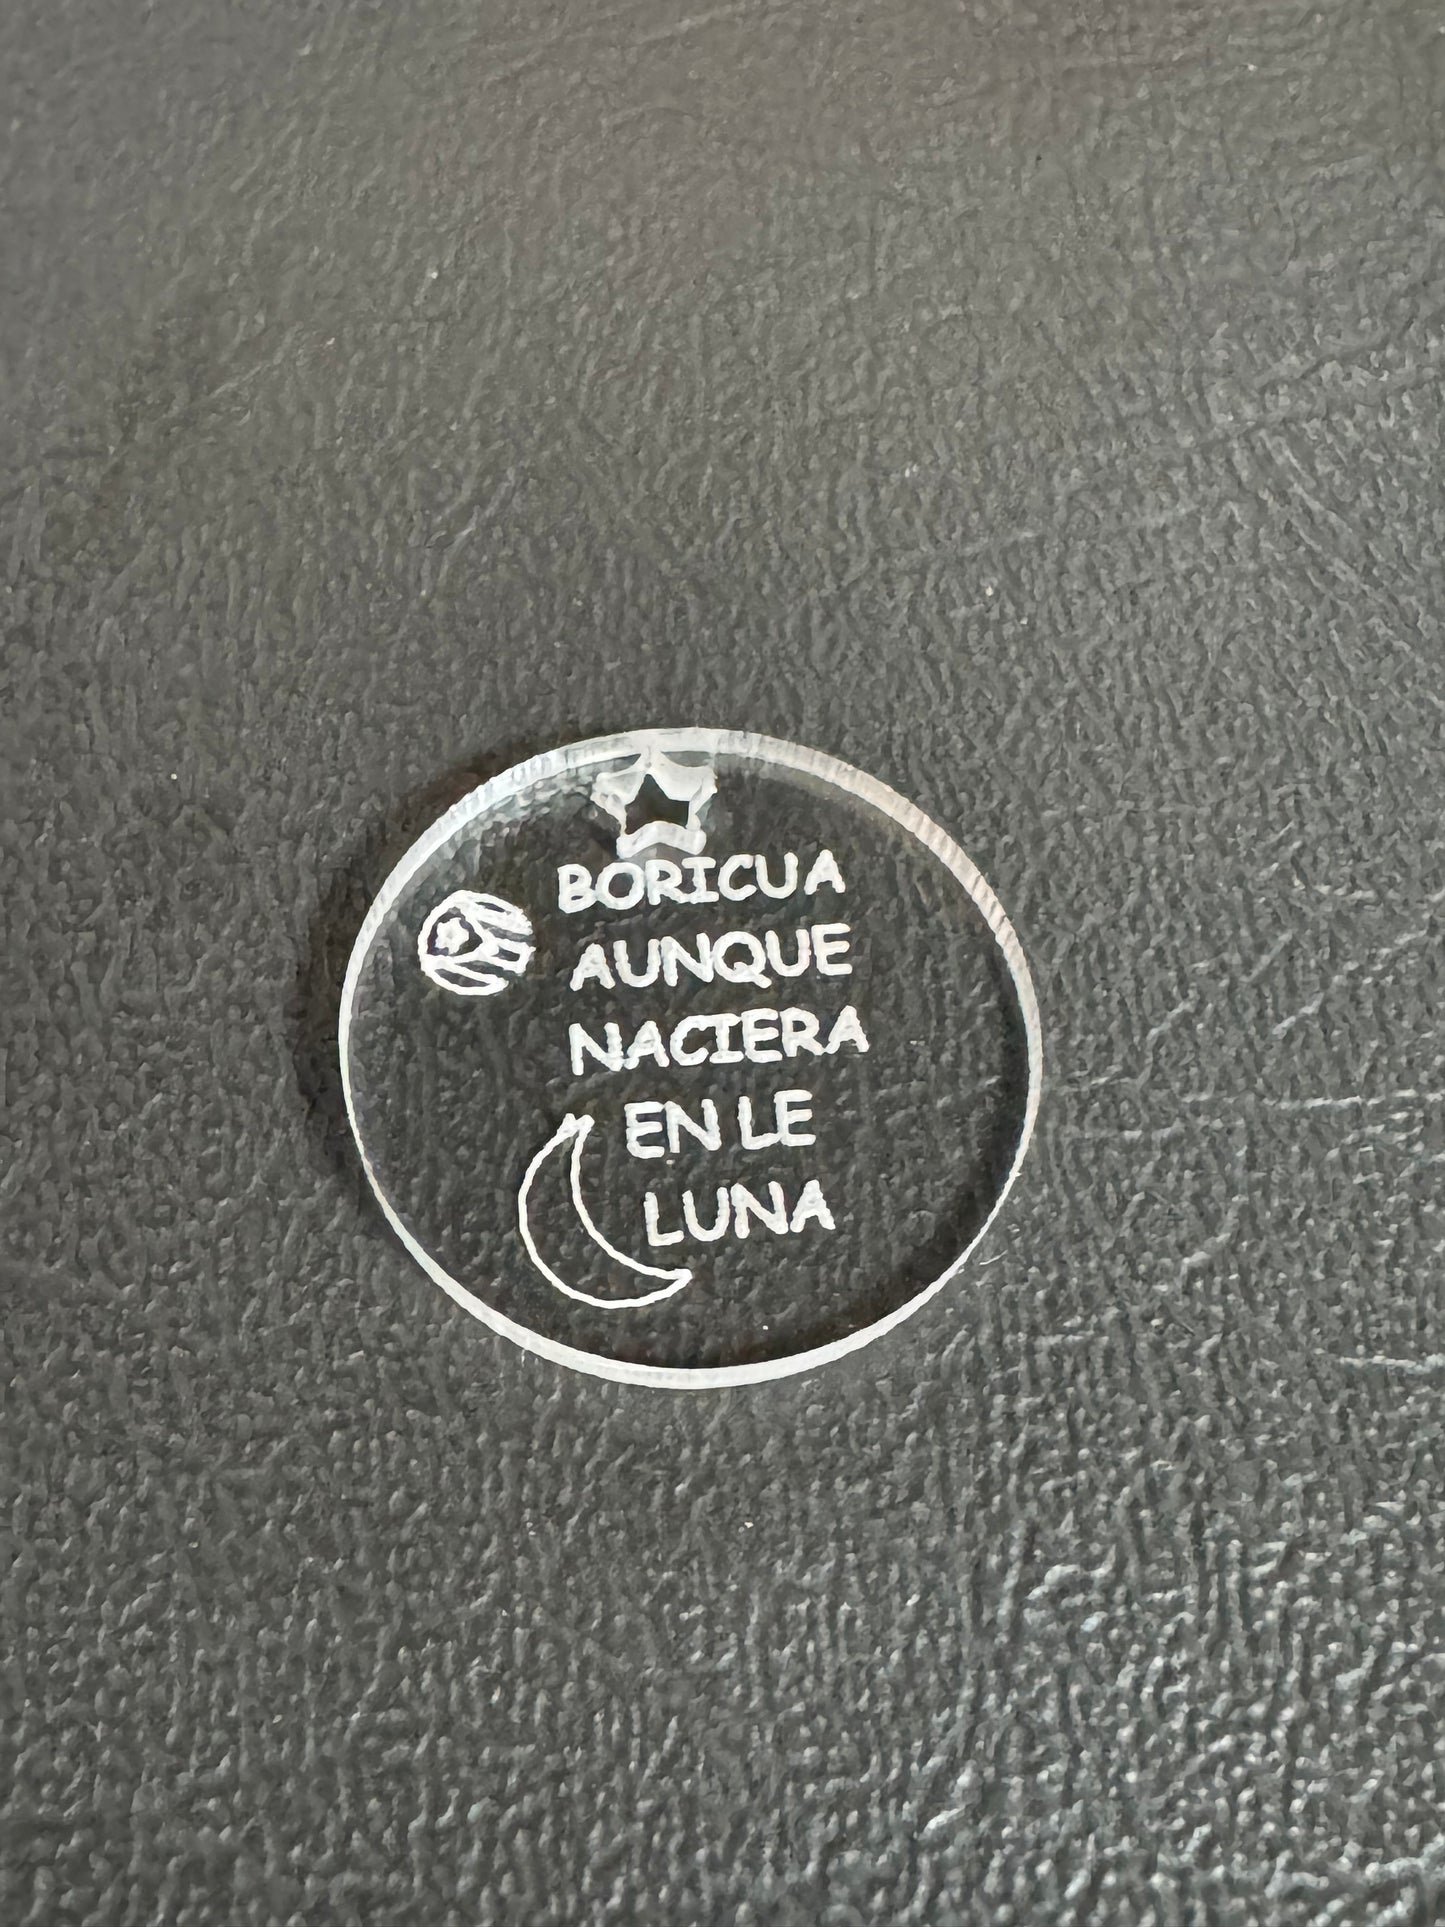 BORICUA
AUNQUE
NACIERA
EN LE
LUNA